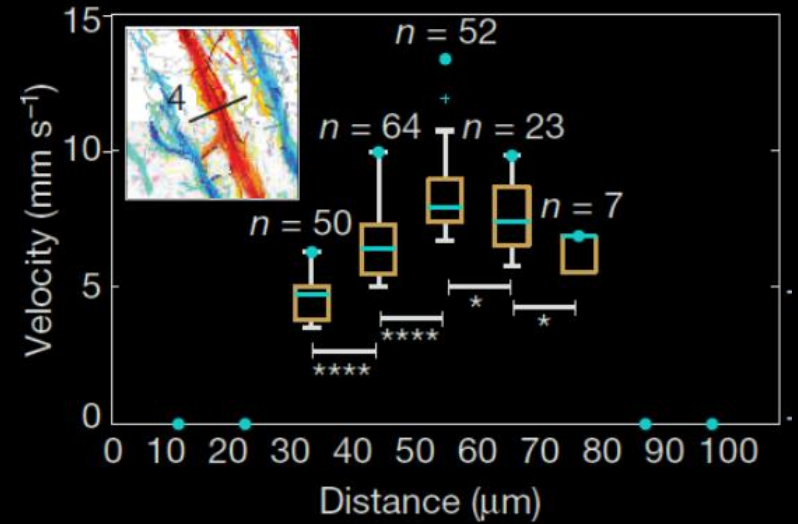 15
n = 52
4
n = 64
n = 23
10
n = 50
n = 7
Velocity (mm s⁻¹)
5
*
*
****
****
0
0 10 20 30 40 50 60 70 80 90 100
Distance (μm)